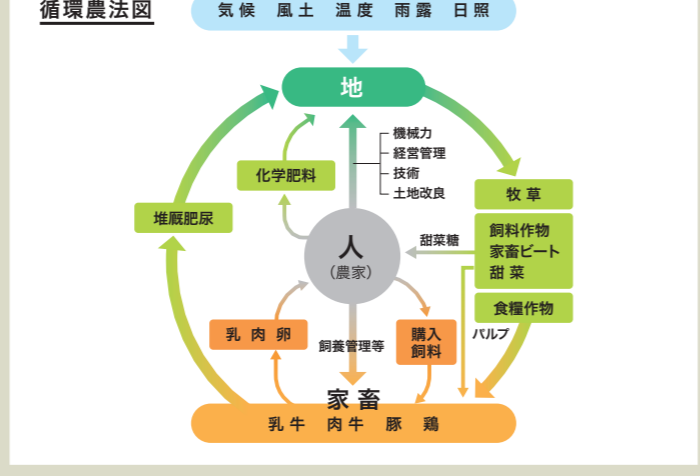 循環農法図
気候 風土 温度 雨露 日照
地
機械力
経営管理
技術
土地改良
化学肥料
牧草
堆厩肥尿
飼料作物
家畜ビート
甜菜
甜菜糖
人
（農家）
食糧作物
乳肉卵
飼養管理等
購入
飼料
パルプ
家畜
乳牛 肉牛 豚 鶏